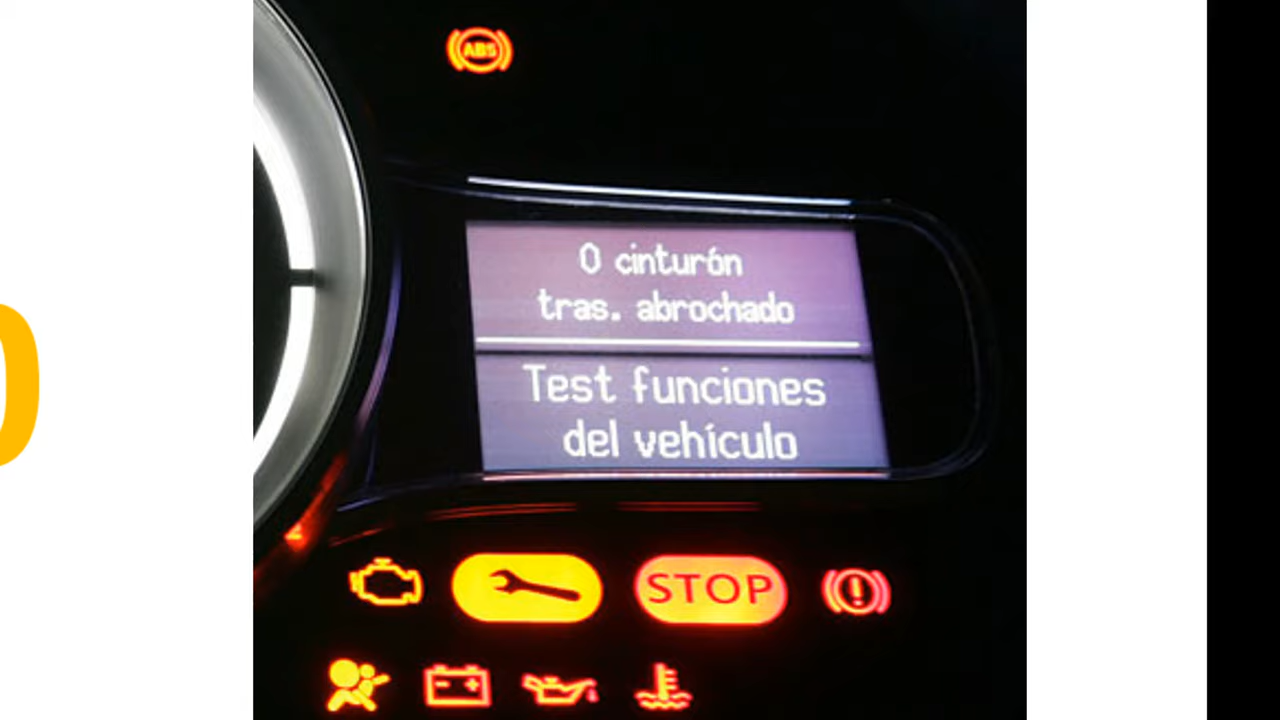 ABS
0 cinturón
tras. abrochado
Test funciones
del vehículo
STOP